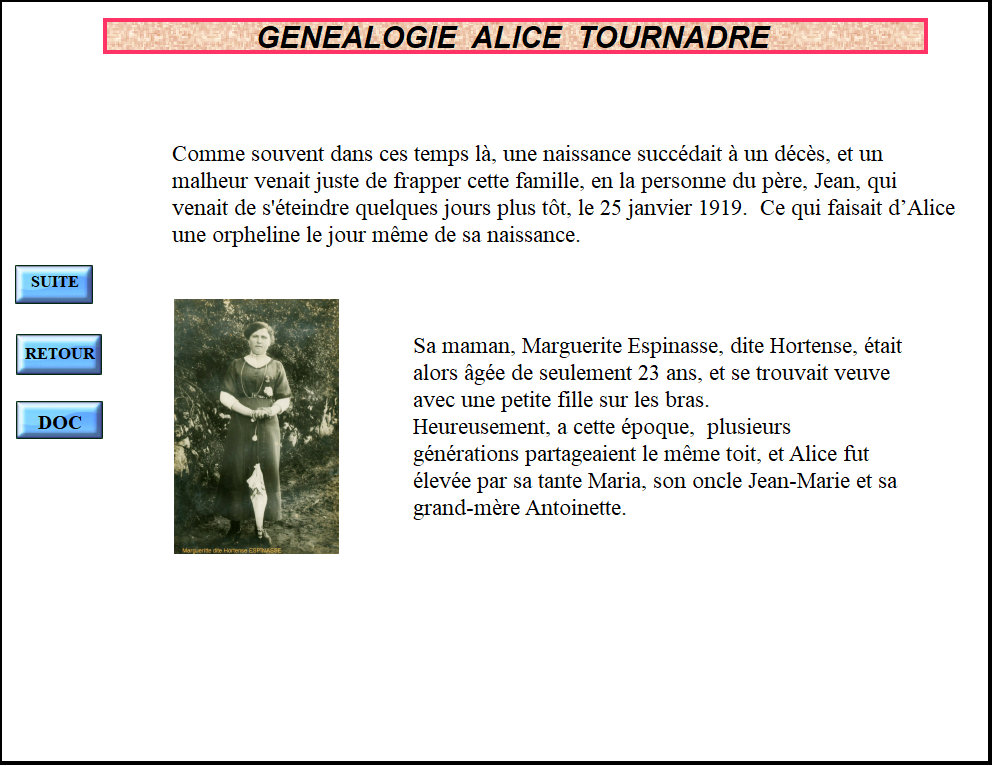 GENEALOGIE ALICE TOURNADRE
Comme souvent dans ces temps là, une naissance succédait à un décès, et un
malheur venait juste de frapper cette famille, en la personne du père, Jean, qui
venait de s'éteindre quelques jours plus tôt, le 25 janvier 1919.  Ce qui faisait d’Alice
une orpheline le jour même de sa naissance.
SUITE
RETOUR
DOC
Sa maman, Marguerite Espinasse, dite Hortense, était
alors âgée de seulement 23 ans, et se trouvait veuve
avec une petite fille sur les bras.
Heureusement, a cette époque,  plusieurs
générations partageaient le même toit, et Alice fut
élevée par sa tante Maria, son oncle Jean-Marie et sa
grand-mère Antoinette.
Marguerite dite Hortense ESPINASSE